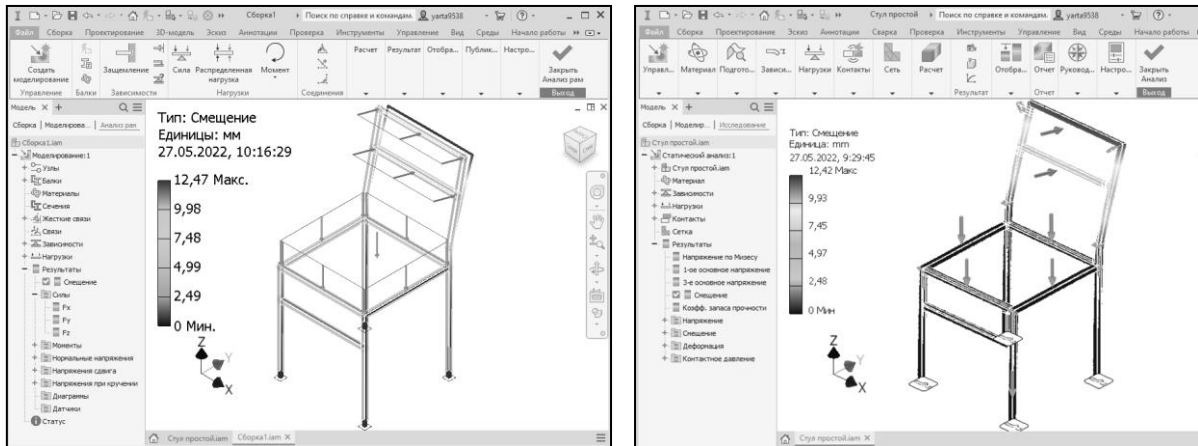 Сборка1
Поиск по справке и командам.
yarta9538
Файл Сборка Проектирование 3D-модель Эскиз Аннотации Проверка Инструменты Управление Вид Среды Начало работы
Создать моделирование
Защемление
Сила
Распределенная нагрузка
Момент
Расчет
Результат
Отобра...
Публик...
Настро...
Закрыть Анализ рам
Управление Балки Зависимости Нагрузки Соединения Выход
Модель
Сборка | Моделирова... | Анализ рам
Сборка1.iam
Моделирование:1
Узлы
Балки
Материалы
Сечения
Жесткие связи
Связи
Зависимости
Нагрузки
Результаты
Смещение
Силы
Fx
Fy
Fz
Моменты
Нормальные напряжения
Напряжения сдвига
Напряжения при кручении
Диаграммы
Датчики
Статус
Тип: Смещение
Единицы: мм
27.05.2022, 10:16:29
12,47 Макс.
9,98
7,48
4,99
2,49
0 Мин.
Z
Y
X
Стул простой.iam Сборка1.iam
Стул простой
Поиск по справке и командам.
yarta9538
Файл Сборка Проектирование 3D-модель Эскиз Аннотации Сварка Проверка Инструменты Управление Вид Среды Начало работы
Управл...
Материал
Подгото...
Зависи...
Нагрузки
Контакты
Сеть
Расчет
Отобра...
Отчет
Руковод...
Настро...
Закрыть Анализ
Результат Отчет Выход
Модель
Сборка | Моделир... | Исследование
Стул простой.iam
Статический анализ:1
Стул простой.iam
Материал
Зависимости
Нагрузки
Контакты
Сетка
Результаты
Напряжение по Мизесу
1-ое основное напряжение
3-е основное напряжение
Смещение
Коэфф. запаса прочности
Напряжение
Смещение
Деформация
Контактное давление
Тип: Смещение
Единица: mm
27.05.2022, 9:29:45
12,42 Макс
9,93
7,45
4,97
2,48
0 Мин
Z
Y
X
Стул простой.iam